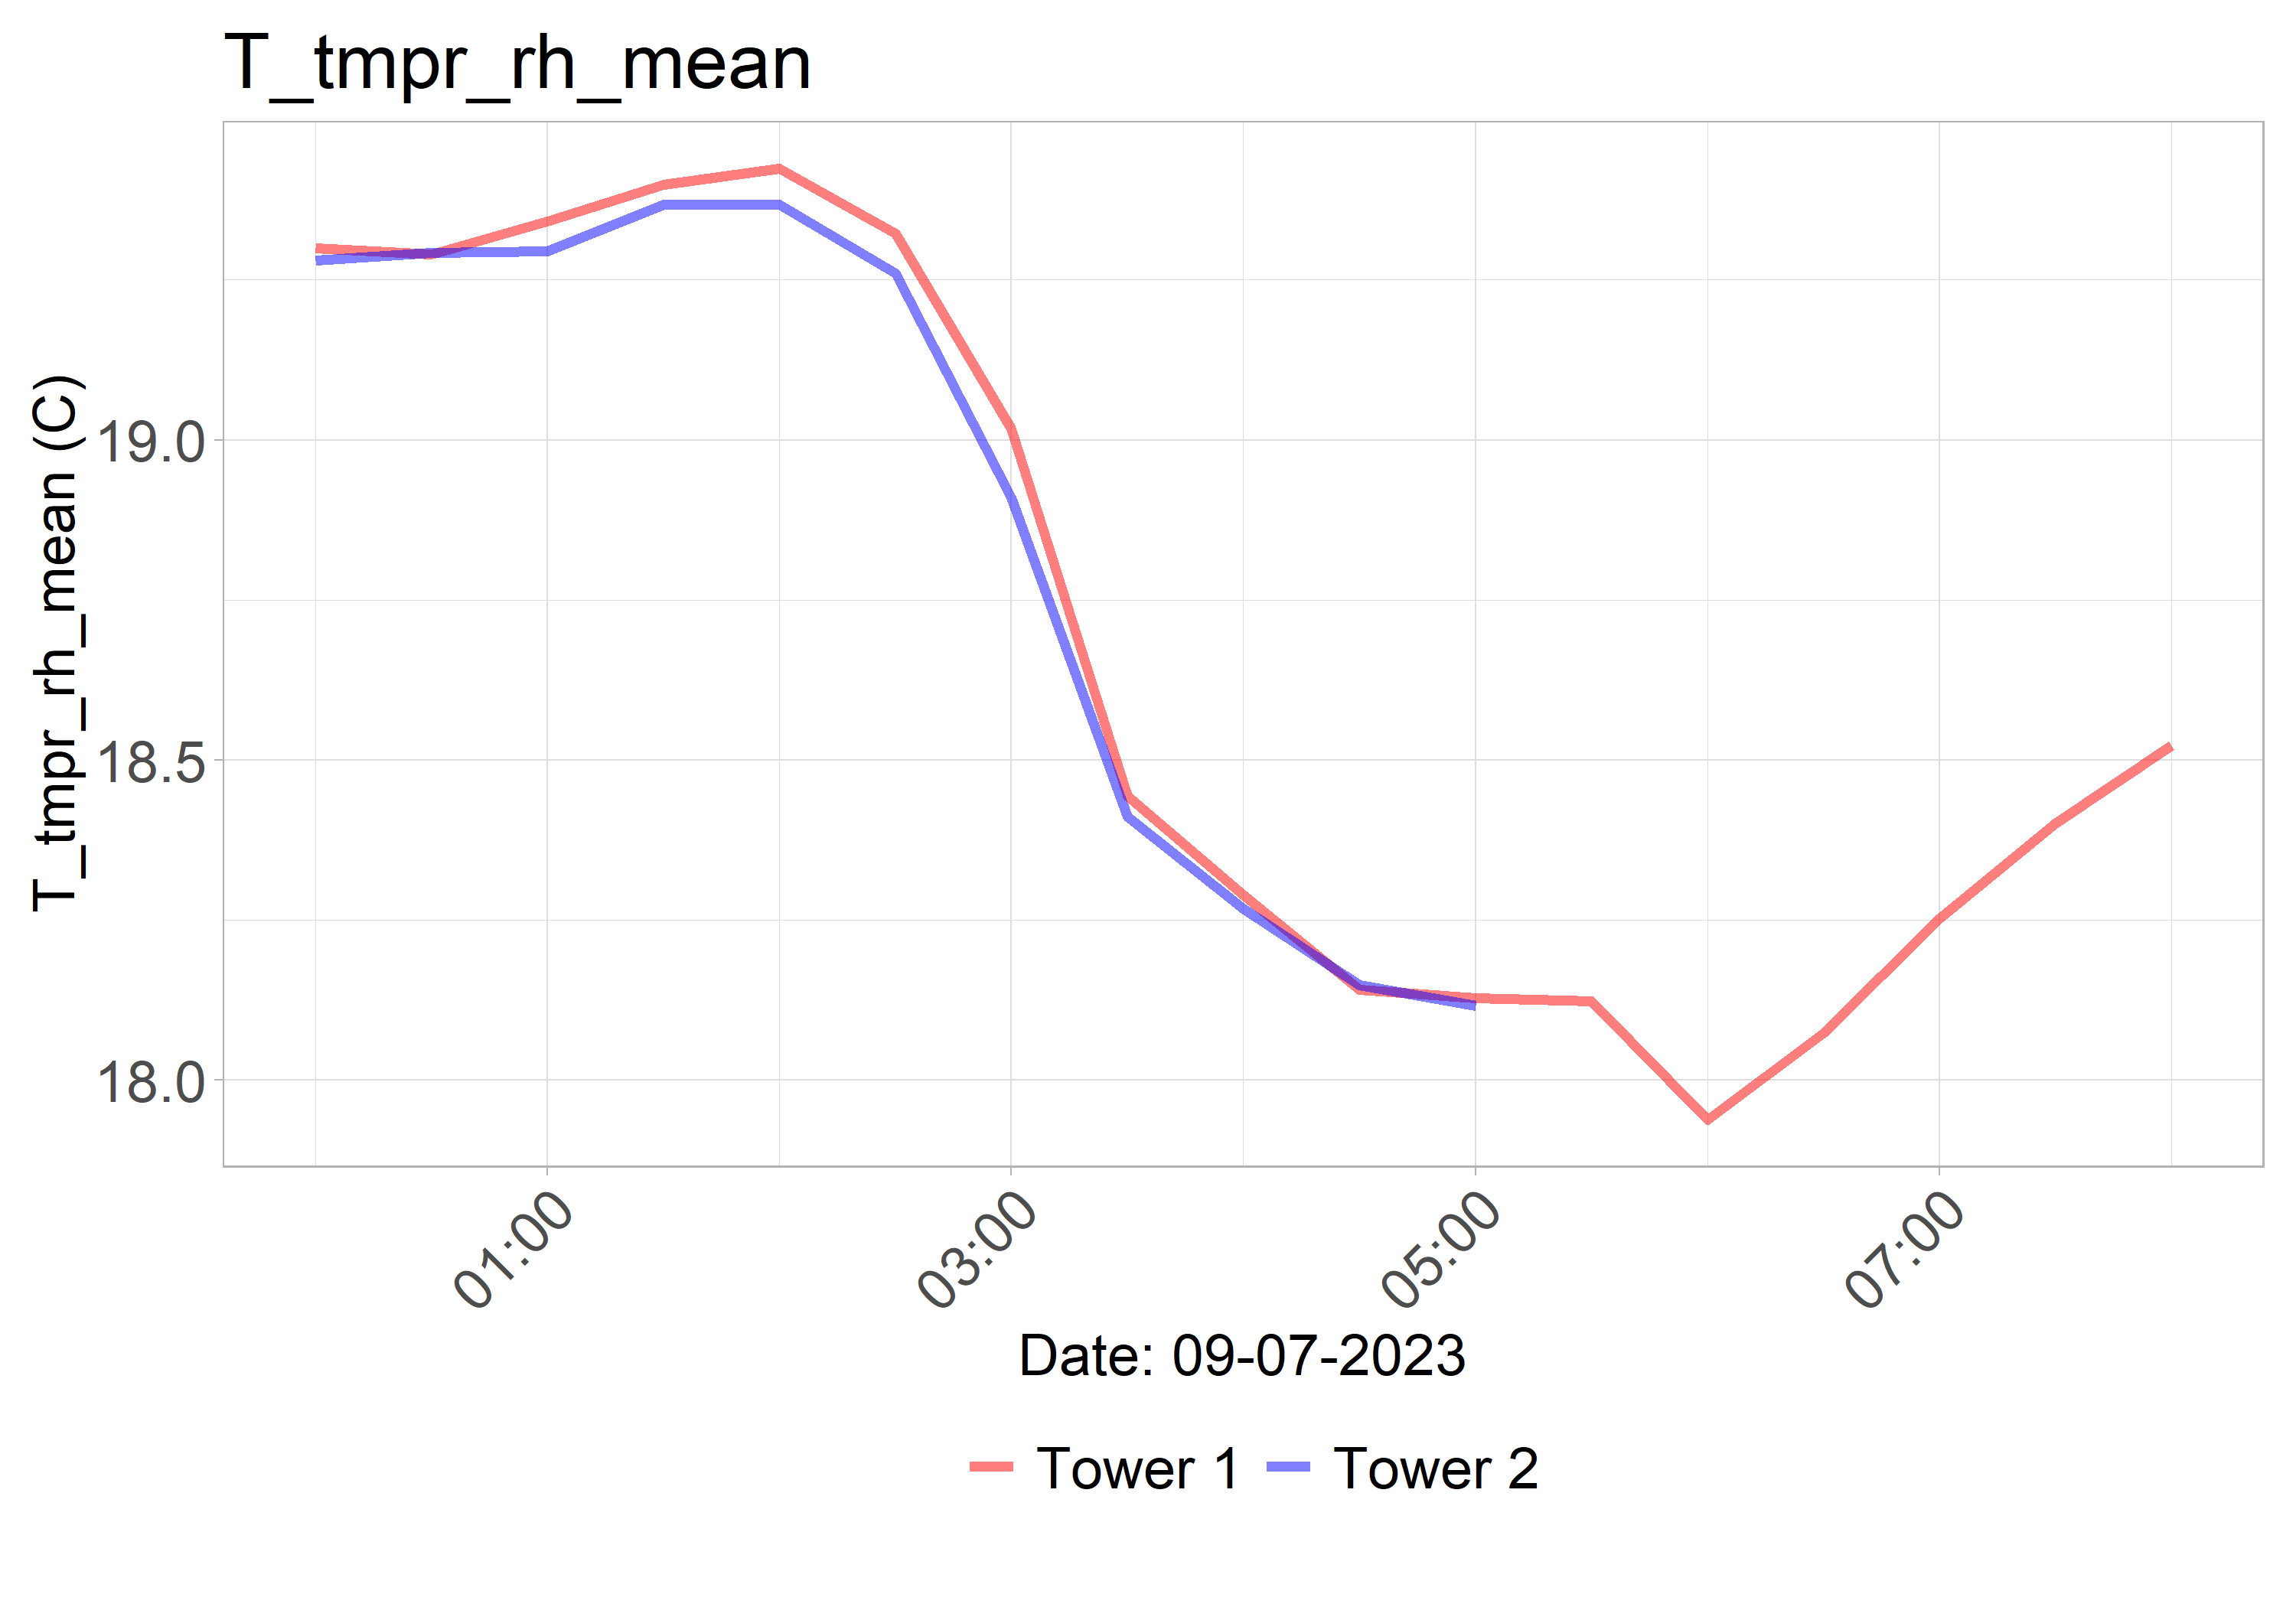 T_tmpr_rh_mean
T_tmpr_rh_mean (C)
19.0
18.5
18.0
01:00
03:00
05:00
07:00
Date: 09-07-2023
Tower 1
Tower 2